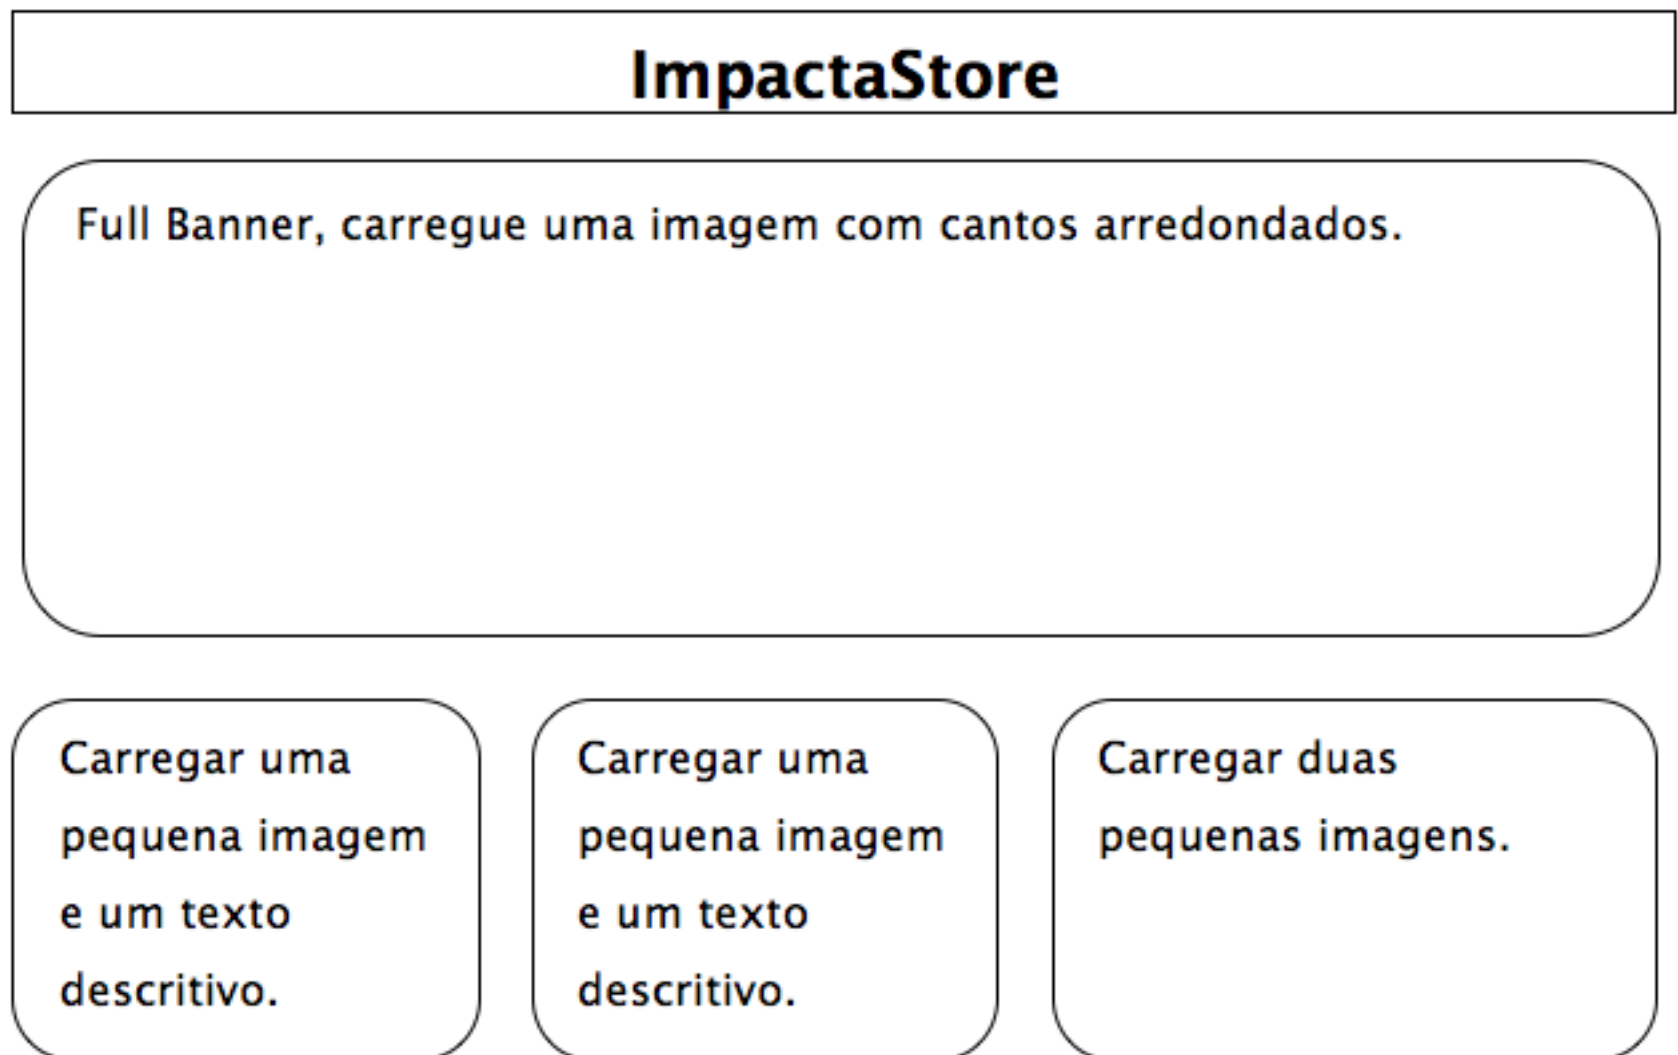 ImpactaStore
Full Banner, carregue uma imagem com cantos arredondados.
Carregar uma
pequena imagem
e um texto
descritivo.
Carregar uma
pequena imagem
e um texto
descritivo.
Carregar duas
pequenas imagens.